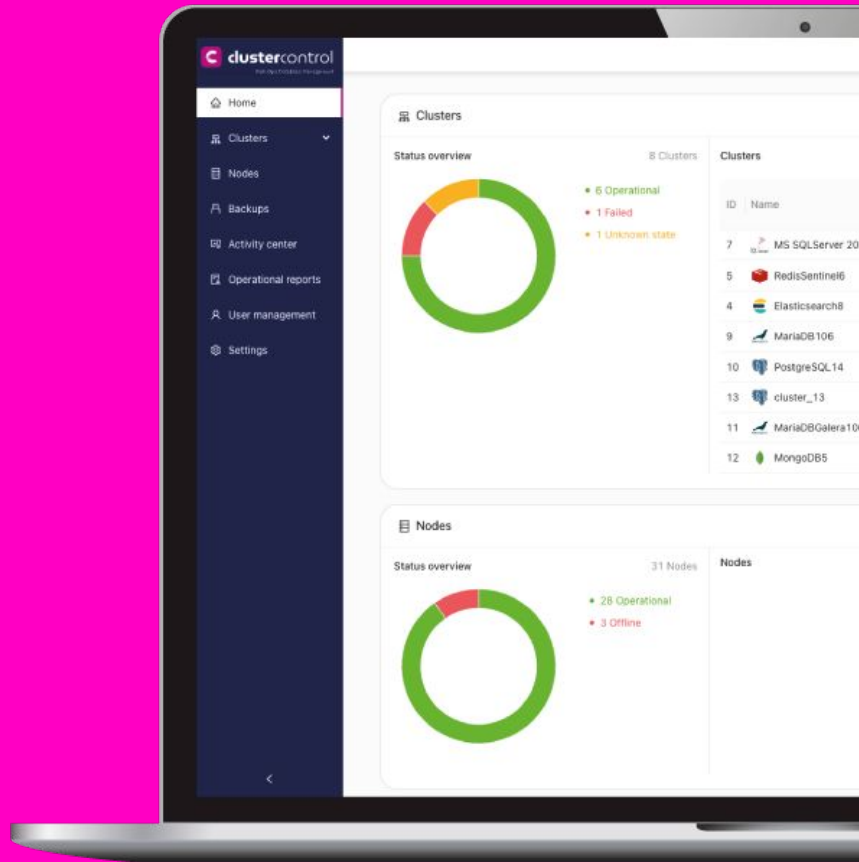 clustercontrol
Home
Clusters
Nodes
Backups
Activity center
Operational reports
User management
Settings
Clusters
Status overview
8 Clusters
6 Operational
1 Failed
1 Unknown state
Clusters
ID Name
7 MS SQLServer 20
5 RedisSentinel6
4 Elasticsearch8
9 MariaDB106
10 PostgreSQL14
13 cluster_13
11 MariaDBGalera10
12 MongoDB5
Nodes
Status overview
31 Nodes
28 Operational
3 Offline
Nodes